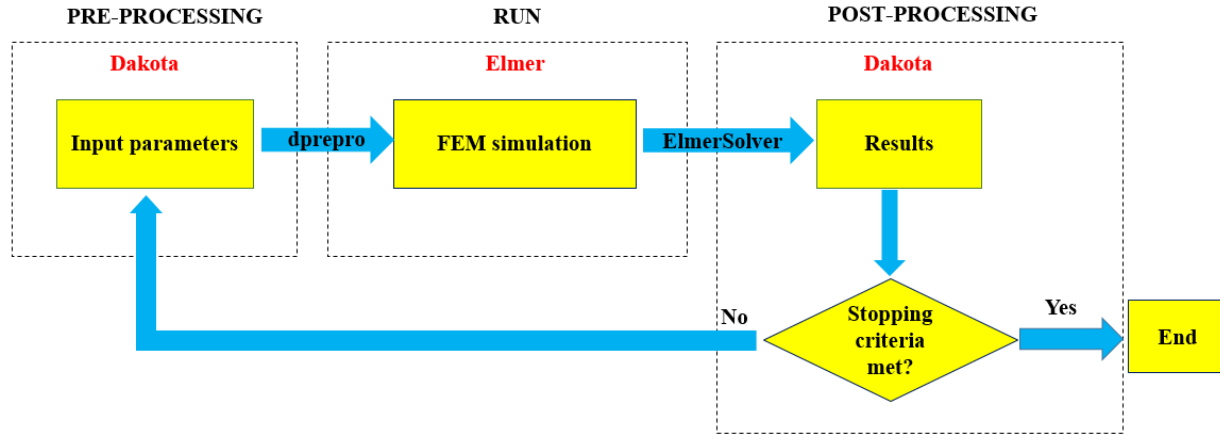 PRE-PROCESSING
RUN
POST-PROCESSING
Dakota
Elmer
Dakota
Input parameters
dprepro
FEM simulation
ElmerSolver
Results
No
Stopping
criteria
met?
Yes
End